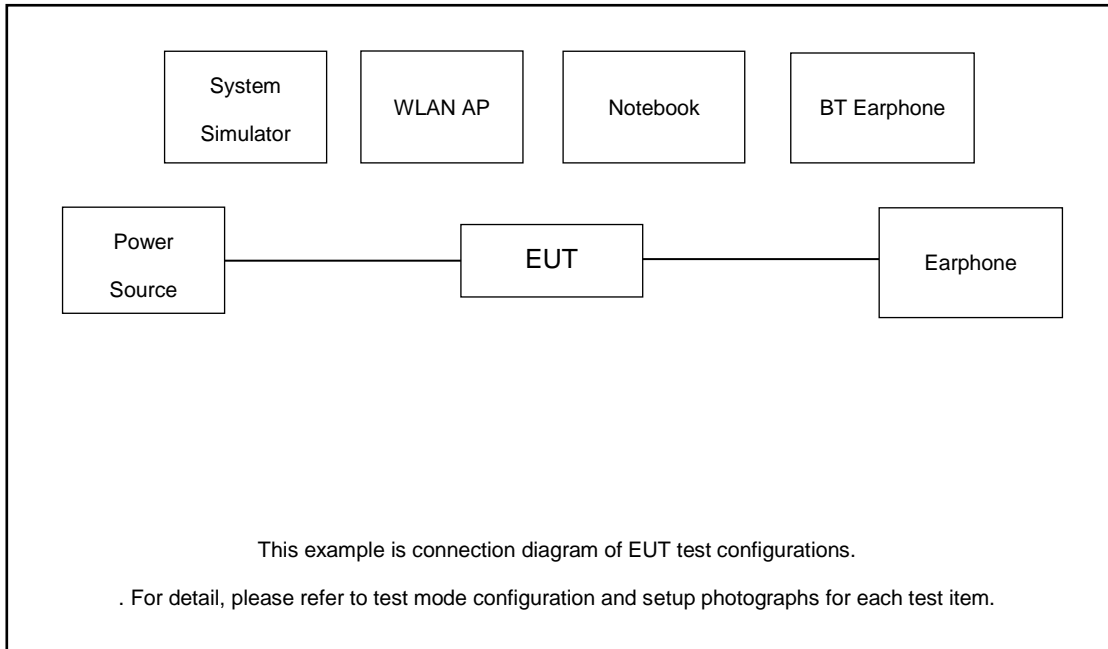 System
Simulator
WLAN AP
Notebook
BT Earphone
Power
Source
EUT
Earphone
This example is connection diagram of EUT test configurations.
. For detail, please refer to test mode configuration and setup photographs for each test item.